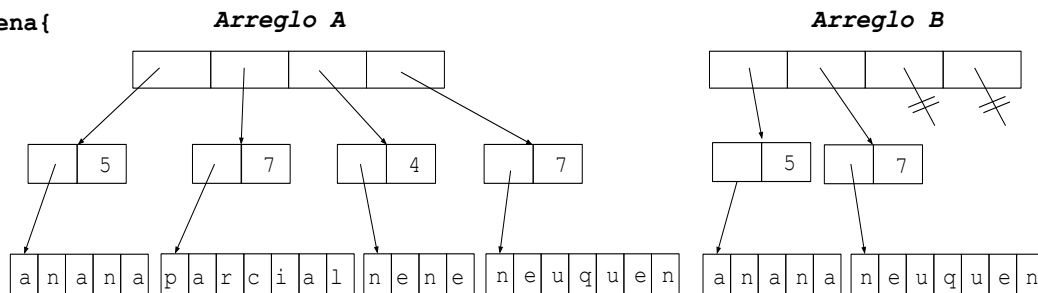 ena{ Arreglo A Arreglo B
5 7 4 7 5 7
a n a n a p a r c i a l n e n e n e u q u e n a n a n a n e u q u e n